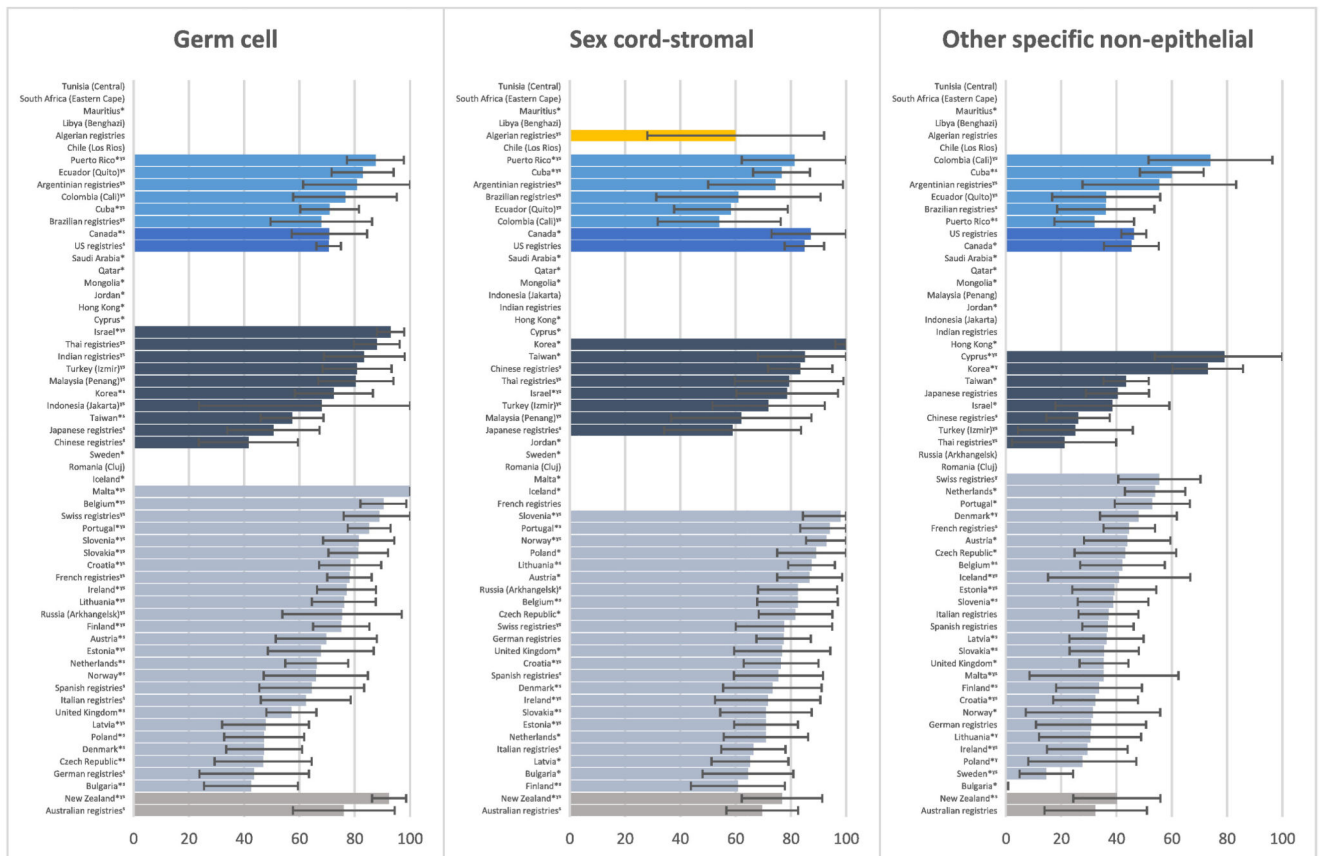 Germ cell
Tunisia (Central)
South Africa (Eastern Cape)
Mauritius*
Libya (Benghazi)
Algerian registries
Chile (Los Rios)
Puerto Rico*
Ecuador (Quito)
Argentinian registries
Colombia (Cali)
Cuba*
Brazilian registries
Canada*
US registries
Saudi Arabia*
Qatar*
Mongolia*
Jordan*
Hong Kong*
Cyprus*
Israel*
Thai registries
Indian registries
Turkey (Izmir)
Malaysia (Penang)
Korea*
Indonesia (Jakarta)
Taiwan*
Japanese registries
Chinese registries
Sweden*
Romania (Cluj)
Iceland*
Malta*
Belgium*
Swiss registries
Portugal*
Slovenia*
Slovakia*
Croatia*
French registries
Ireland*
Lithuania*
Russia (Arkhangelsk)
Finland*
Austria*
Estonia*
Netherlands*
Norway*
Spanish registries
Italian registries
United Kingdom*
Latvia*
Poland*
Denmark*
Czech Republic*
German registries
Bulgaria*
New Zealand*
Australian registries
0 20 40 60 80 100
Sex cord-stromal
Tunisia (Central)
South Africa (Eastern Cape)
Mauritius*
Libya (Benghazi)
Algerian registries
Chile (Los Rios)
Puerto Rico*
Cuba*
Argentinian registries
Brazilian registries
Ecuador (Quito)
Colombia (Cali)
Canada*
US registries
Saudi Arabia*
Qatar*
Mongolia*
Indonesia (Jakarta)
Indian registries
Hong Kong*
Cyprus*
Korea*
Taiwan*
Chinese registries
Thai registries
Israel*
Turkey (Izmir)
Malaysia (Penang)
Japanese registries
Jordan*
Sweden*
Romania (Cluj)
Malta*
Iceland*
French registries
Slovenia*
Portugal*
Norway*
Poland*
Lithuania*
Austria*
Russia (Arkhangelsk)
Belgium*
Czech Republic*
Swiss registries
German registries
United Kingdom*
Croatia*
Spanish registries
Denmark*
Ireland*
Slovakia*
Estonia*
Netherlands*
Italian registries
Latvia*
Bulgaria*
Finland*
New Zealand*
Australian registries
0 20 40 60 80 100
Other specific non-epithelial
Tunisia (Central)
South Africa (Eastern Cape)
Mauritius*
Libya (Benghazi)
Algerian registries
Chile (Los Rios)
Colombia (Cali)
Cuba*
Argentinian registries
Ecuador (Quito)
Brazilian registries
Puerto Rico*
US registries
Canada*
Saudi Arabia*
Qatar*
Mongolia*
Malaysia (Penang)
Jordan*
Indonesia (Jakarta)
Indian registries
Hong Kong*
Cyprus*
Korea*
Taiwan*
Japanese registries
Israel*
Chinese registries
Turkey (Izmir)
Thai registries
Russia (Arkhangelsk)
Romania (Cluj)
Swiss registries
Netherlands*
Portugal*
Denmark*
French registries
Austria*
Czech Republic*
Belgium*
Iceland*
Estonia*
Slovenia*
Italian registries
Spanish registries
Latvia*
Slovakia*
United Kingdom*
Malta*
Finland*
Croatia*
Norway*
German registries
Lithuania*
Ireland*
Poland*
Sweden*
Bulgaria*
New Zealand*
Australian registries
0 20 40 60 80 100